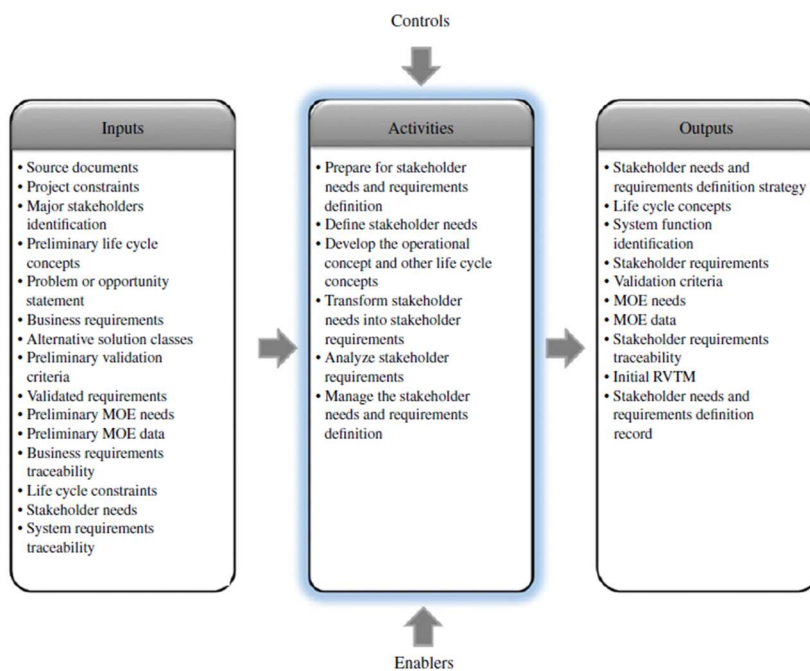 Controls
Inputs
• Source documents
• Project constraints
• Major stakeholders
identification
• Preliminary life cycle
concepts
• Problem or opportunity
statement
• Business requirements
• Alternative solution classes
• Preliminary validation
criteria
• Validated requirements
• Preliminary MOE needs
• Preliminary MOE data
• Business requirements
traceability
• Life cycle constraints
• Stakeholder needs
• System requirements
traceability
Activities
• Prepare for stakeholder
needs and requirements
definition
• Define stakeholder needs
• Develop the operational
concept and other life cycle
concepts
• Transform stakeholder
needs into stakeholder
requirements
• Analyze stakeholder
requirements
• Manage the stakeholder
needs and requirements
definition
Outputs
• Stakeholder needs and
requirements definition strategy
• Life cycle concepts
• System function
identification
• Stakeholder requirements
• Validation criteria
• MOE needs
• MOE data
• Stakeholder requirements
traceability
• Initial RVTM
• Stakeholder needs and
requirements definition
record
Enablers